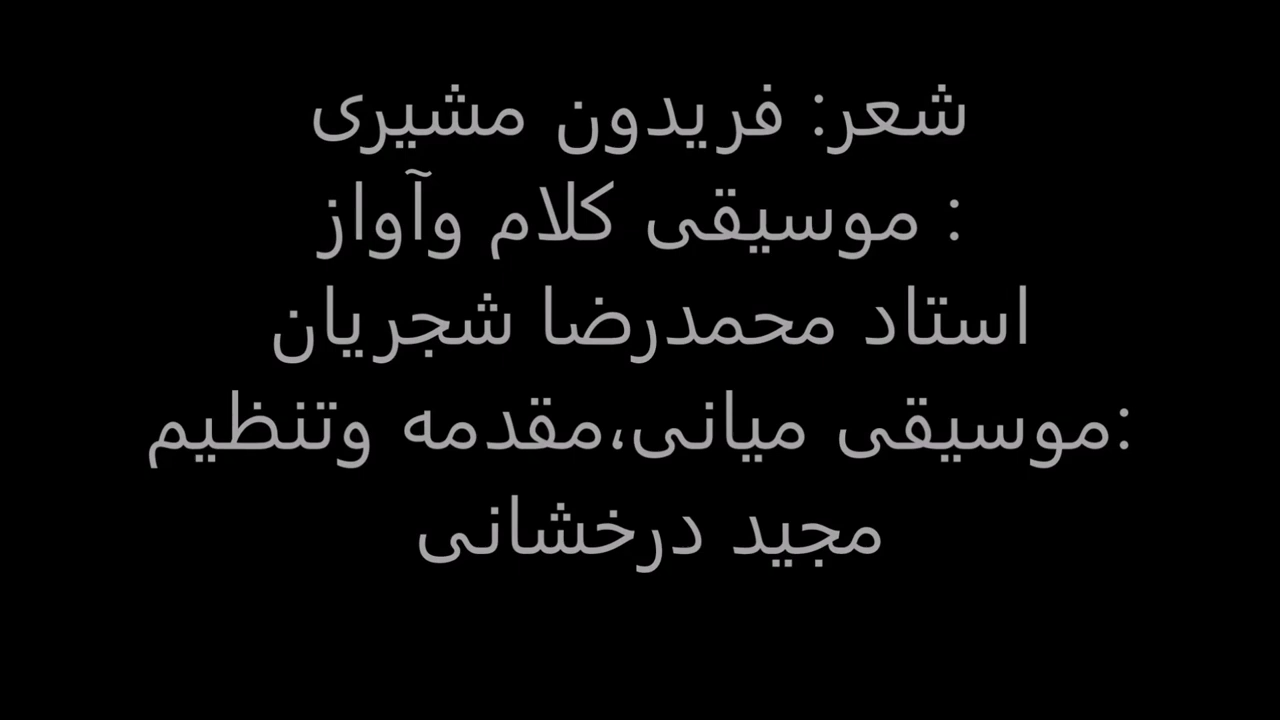 شعر: فریدون مشیری
: موسیقی کلام وآواز
استاد محمدرضا شجریان
:موسیقی میانی،مقدمه وتنظیم
مجید درخشانی